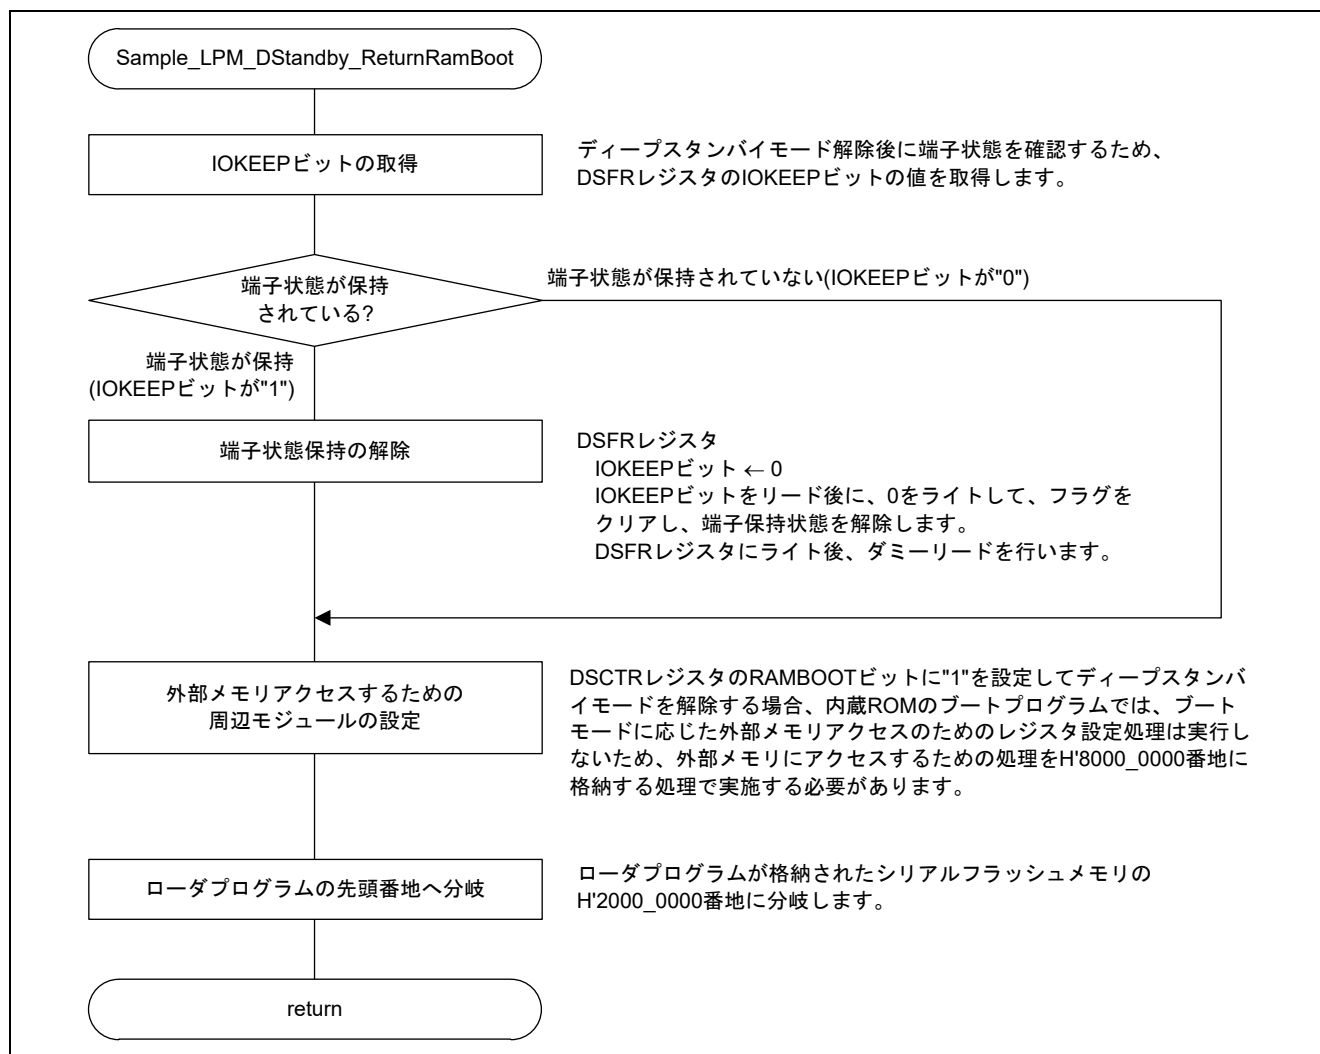 Sample_LPM_DStandby_ReturnRamBoot
IOKEEPビットの取得
ディープスタンバイモード解除後に端子状態を確認するため、
DSFRレジスタのIOKEEPビットの値を取得します。
端子状態が保持
されている?
端子状態が保持されていない(IOKEEPビットが"0")
端子状態が保持
(IOKEEPビットが"1")
端子状態保持の解除
DSFRレジスタ
IOKEEPビット ← 0
IOKEEPビットをリード後に、0をライトして、フラグを
クリアし、端子保持状態を解除します。
DSFRレジスタにライト後、ダミーリードを行います。
外部メモリアクセスするための
周辺モジュールの設定
DSCTRレジスタのRAMBOOTビットに"1"を設定してディープスタンバ
イモードを解除する場合、内蔵ROMのブートプログラムでは、ブート
モードに応じた外部メモリアクセスのためのレジスタ設定処理は実行し
ないため、外部メモリにアクセスするための処理をH'8000_0000番地に
格納する処理で実施する必要があります。
ローダプログラムの先頭番地へ分岐
ローダプログラムが格納されたシリアルフラッシュメモリの
H'2000_0000番地に分岐します。
return